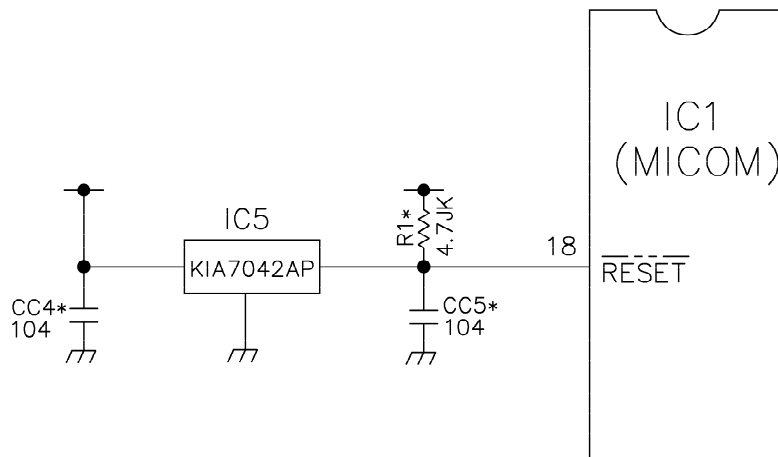 IC1
(MICOM)
IC5
KIA7042AP
R1*
4.7JK
18
RESET
CC4*
104
CC5*
104